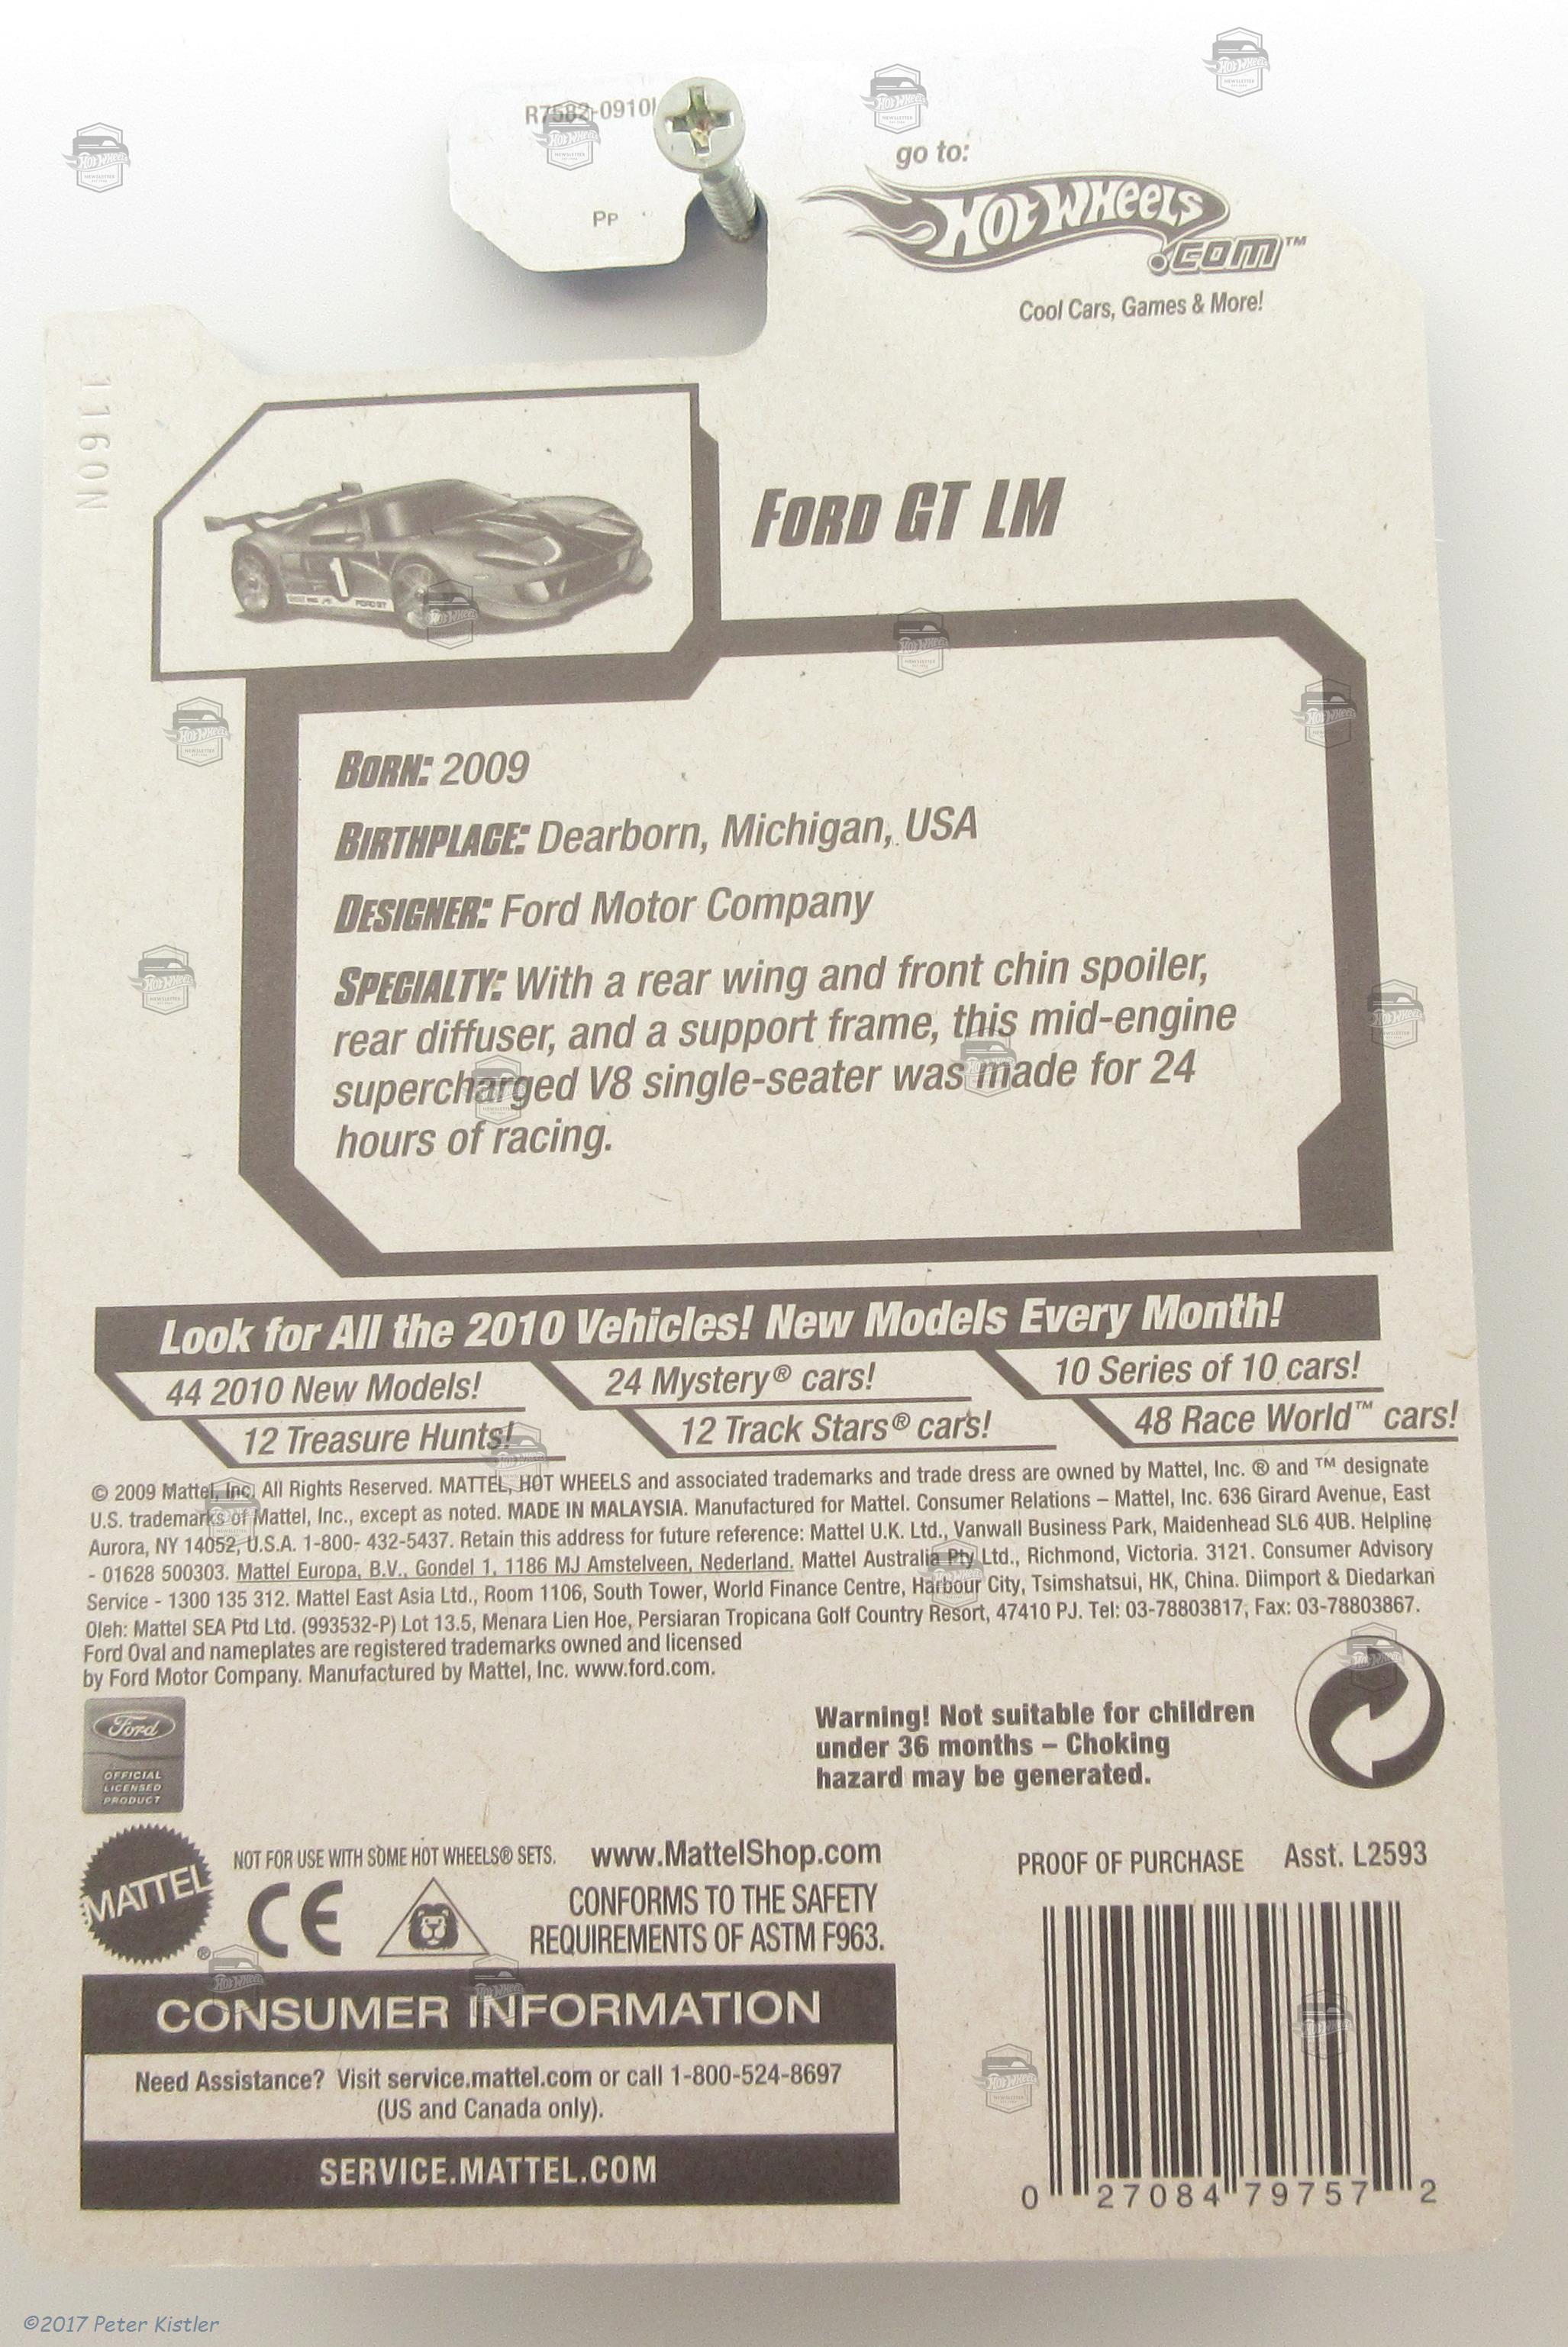 R7582-0910
Pp
go to:
Hot Wheels
.com™
Cool Cars, Games & More!
1160N
1
FORD GT
Ford GT LM
Born: 2009
Birthplace: Dearborn, Michigan, USA
Designer: Ford Motor Company
Specialty: With a rear wing and front chin spoiler,
rear diffuser, and a support frame, this mid-engine
supercharged V8 single-seater was made for 24
hours of racing.
Look for All the 2010 Vehicles! New Models Every Month!
44 2010 New Models!
24 Mystery® cars!
10 Series of 10 cars!
12 Treasure Hunts!
12 Track Stars® cars!
48 Race World™ cars!
© 2009 Mattel, Inc. All Rights Reserved. MATTEL, HOT WHEELS and associated trademarks and trade dress are owned by Mattel, Inc. ® and ™ designate
U.S. trademarks of Mattel, Inc., except as noted. MADE IN MALAYSIA. Manufactured for Mattel. Consumer Relations – Mattel, Inc. 636 Girard Avenue, East
Aurora, NY 14052, U.S.A. 1-800- 432-5437. Retain this address for future reference: Mattel U.K. Ltd., Vanwall Business Park, Maidenhead SL6 4UB. Helpline
- 01628 500303. Mattel Europa, B.V., Gondel 1, 1186 MJ Amstelveen, Nederland. Mattel Australia Pty Ltd., Richmond, Victoria. 3121. Consumer Advisory
Service - 1300 135 312. Mattel East Asia Ltd., Room 1106, South Tower, World Finance Centre, Harbour City, Tsimshatsui, HK, China. Diimport & Diedarkan
Oleh: Mattel SEA Ptd Ltd. (993532-P) Lot 13.5, Menara Lien Hoe, Persiaran Tropicana Golf Country Resort, 47410 PJ. Tel: 03-78803817, Fax: 03-78803867.
Ford Oval and nameplates are registered trademarks owned and licensed
by Ford Motor Company. Manufactured by Mattel, Inc. www.ford.com.
Ford
OFFICIAL
LICENSED
PRODUCT
Warning! Not suitable for children
under 36 months – Choking
hazard may be generated.
MATTEL®
NOT FOR USE WITH SOME HOT WHEELS® SETS.
www.MattelShop.com
CE
CONFORMS TO THE SAFETY
REQUIREMENTS OF ASTM F963.
PROOF OF PURCHASE Asst. L2593
CONSUMER INFORMATION
Need Assistance? Visit service.mattel.com or call 1-800-524-8697
(US and Canada only).
SERVICE.MATTEL.COM
0 27084 79757 2
©2017 Peter Kistler